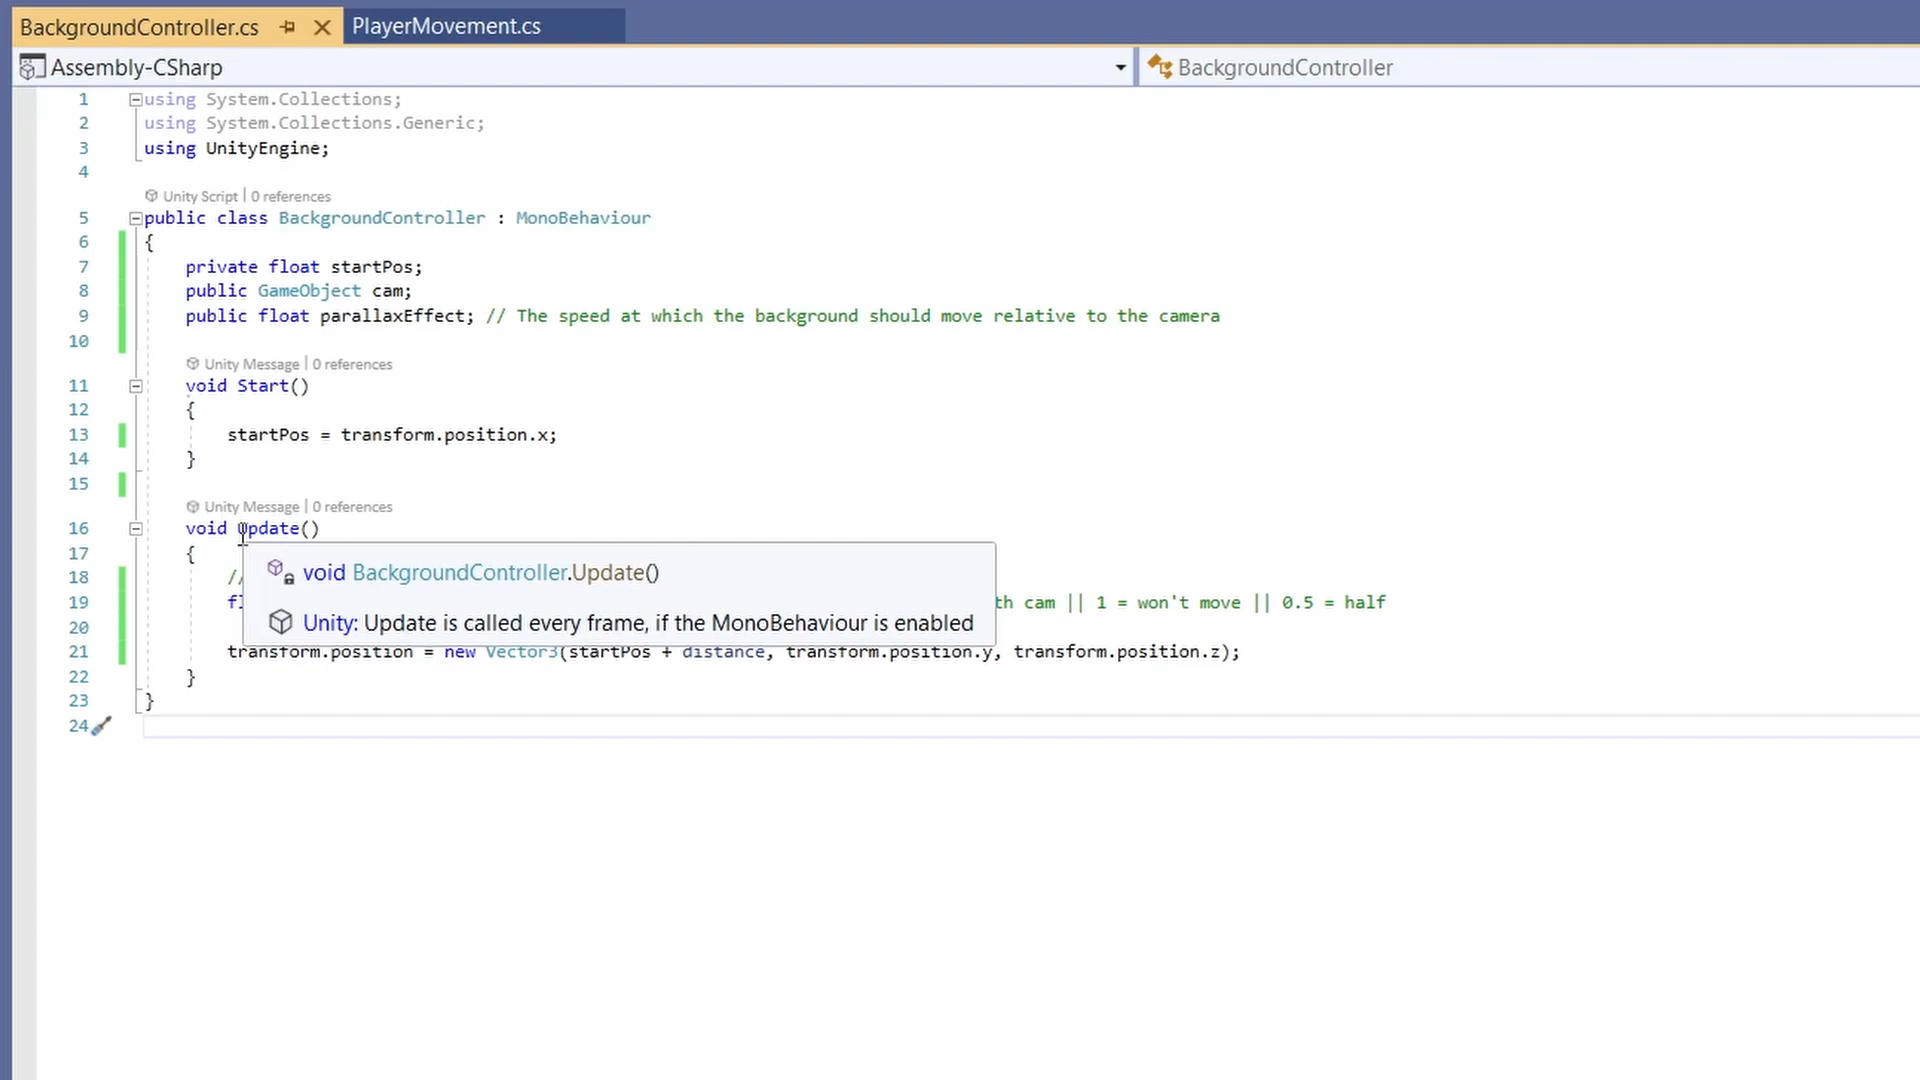 BackgroundController.cs PlayerMovement.cs
Assembly-CSharp BackgroundController
1 using System.Collections;
2 using System.Collections.Generic;
3 using UnityEngine;
4
Unity Script | 0 references
5 public class BackgroundController : MonoBehaviour
6 {
7 private float startPos;
8 public GameObject cam;
9 public float parallaxEffect; // The speed at which the background should move relative to the camera
10
Unity Message | 0 references
11 void Start()
12 {
13 startPos = transform.position.x;
14 }
15
Unity Message | 0 references
16 void Update()
17 {
void BackgroundController.Update()
18 //
19 th cam || 1 = won't move || 0.5 = half
Unity: Update is called every frame, if the MonoBehaviour is enabled
20
21 transform.position = new Vector3(startPos + distance, transform.position.y, transform.position.z);
22 }
23 }
24